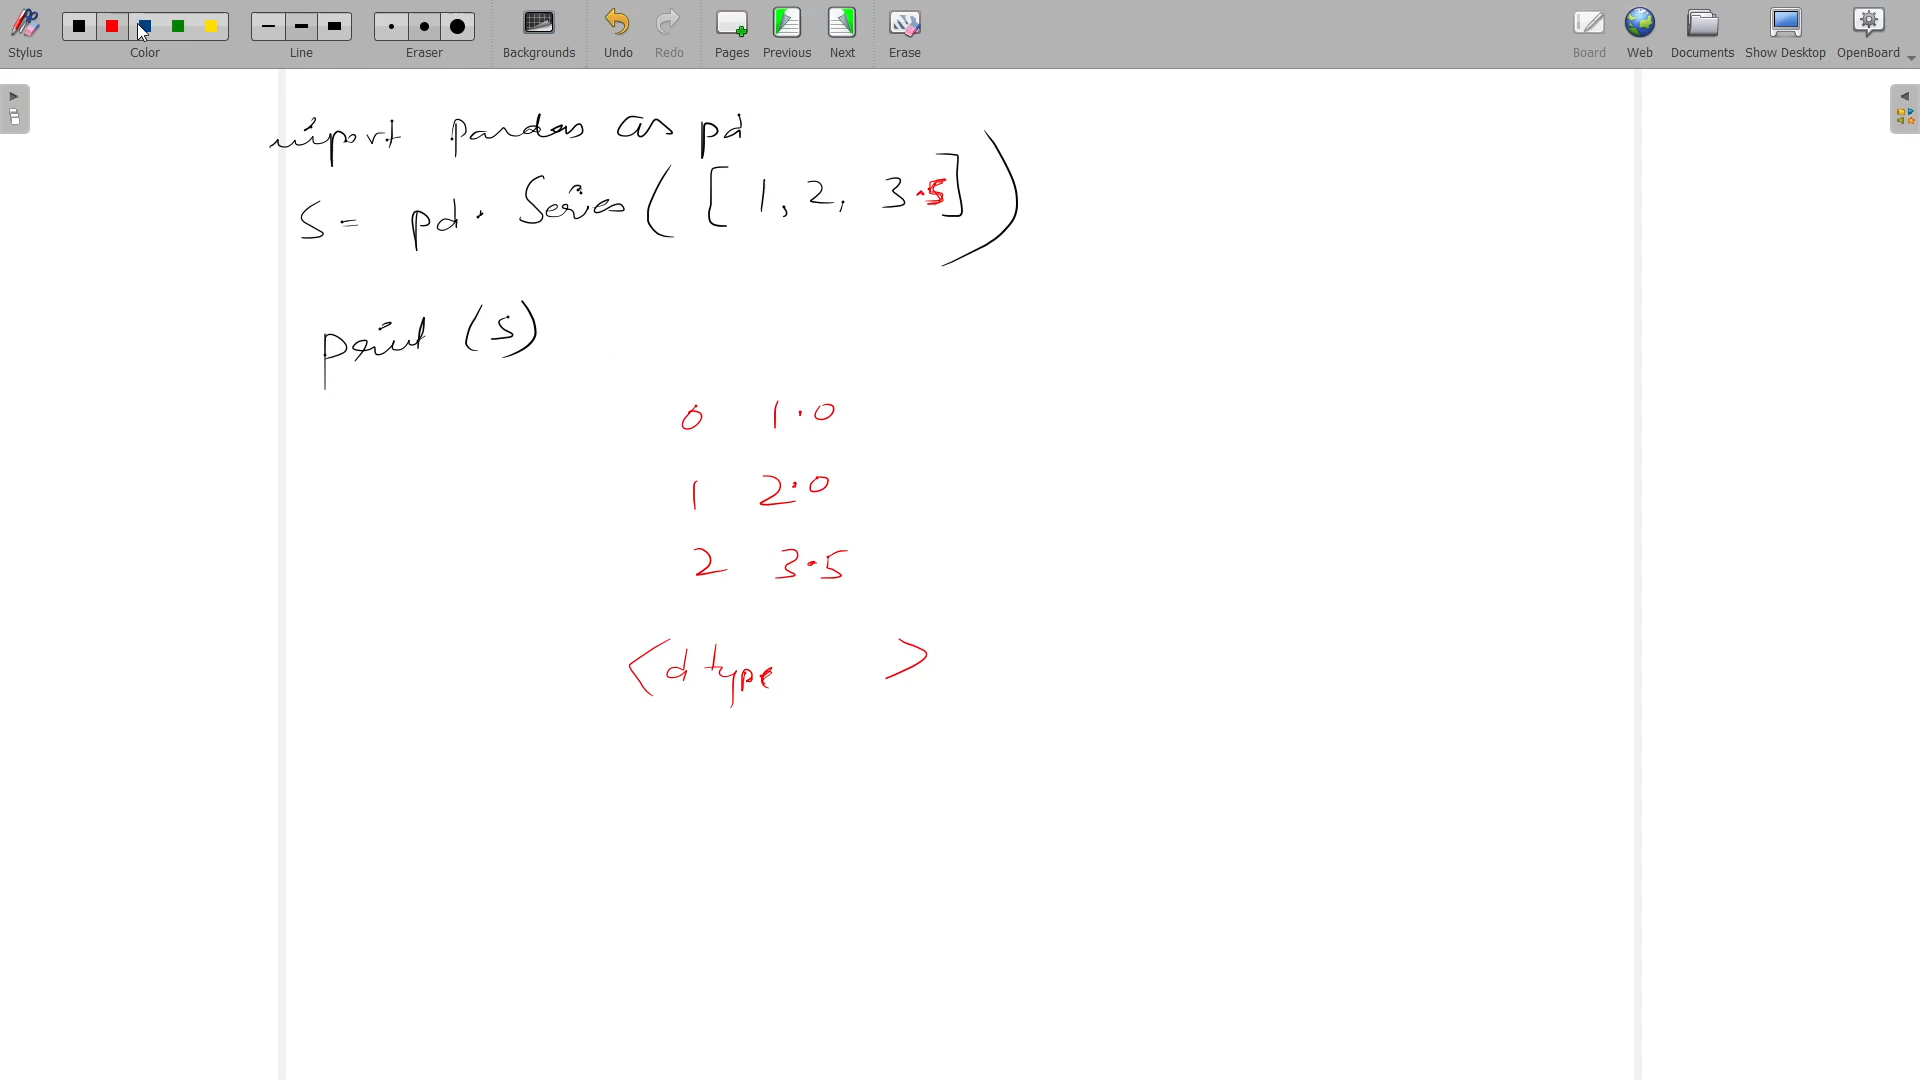 Stylus Color Line Eraser Backgrounds Undo Redo Pages Previous Next Erase Board Web Documents Show Desktop OpenBoard
import pandas as pd
S = pd. Series ( [ 1, 2, 3.5 ] )
print (S)
0 1.0
1 2.0
2 3.5
<dtype >